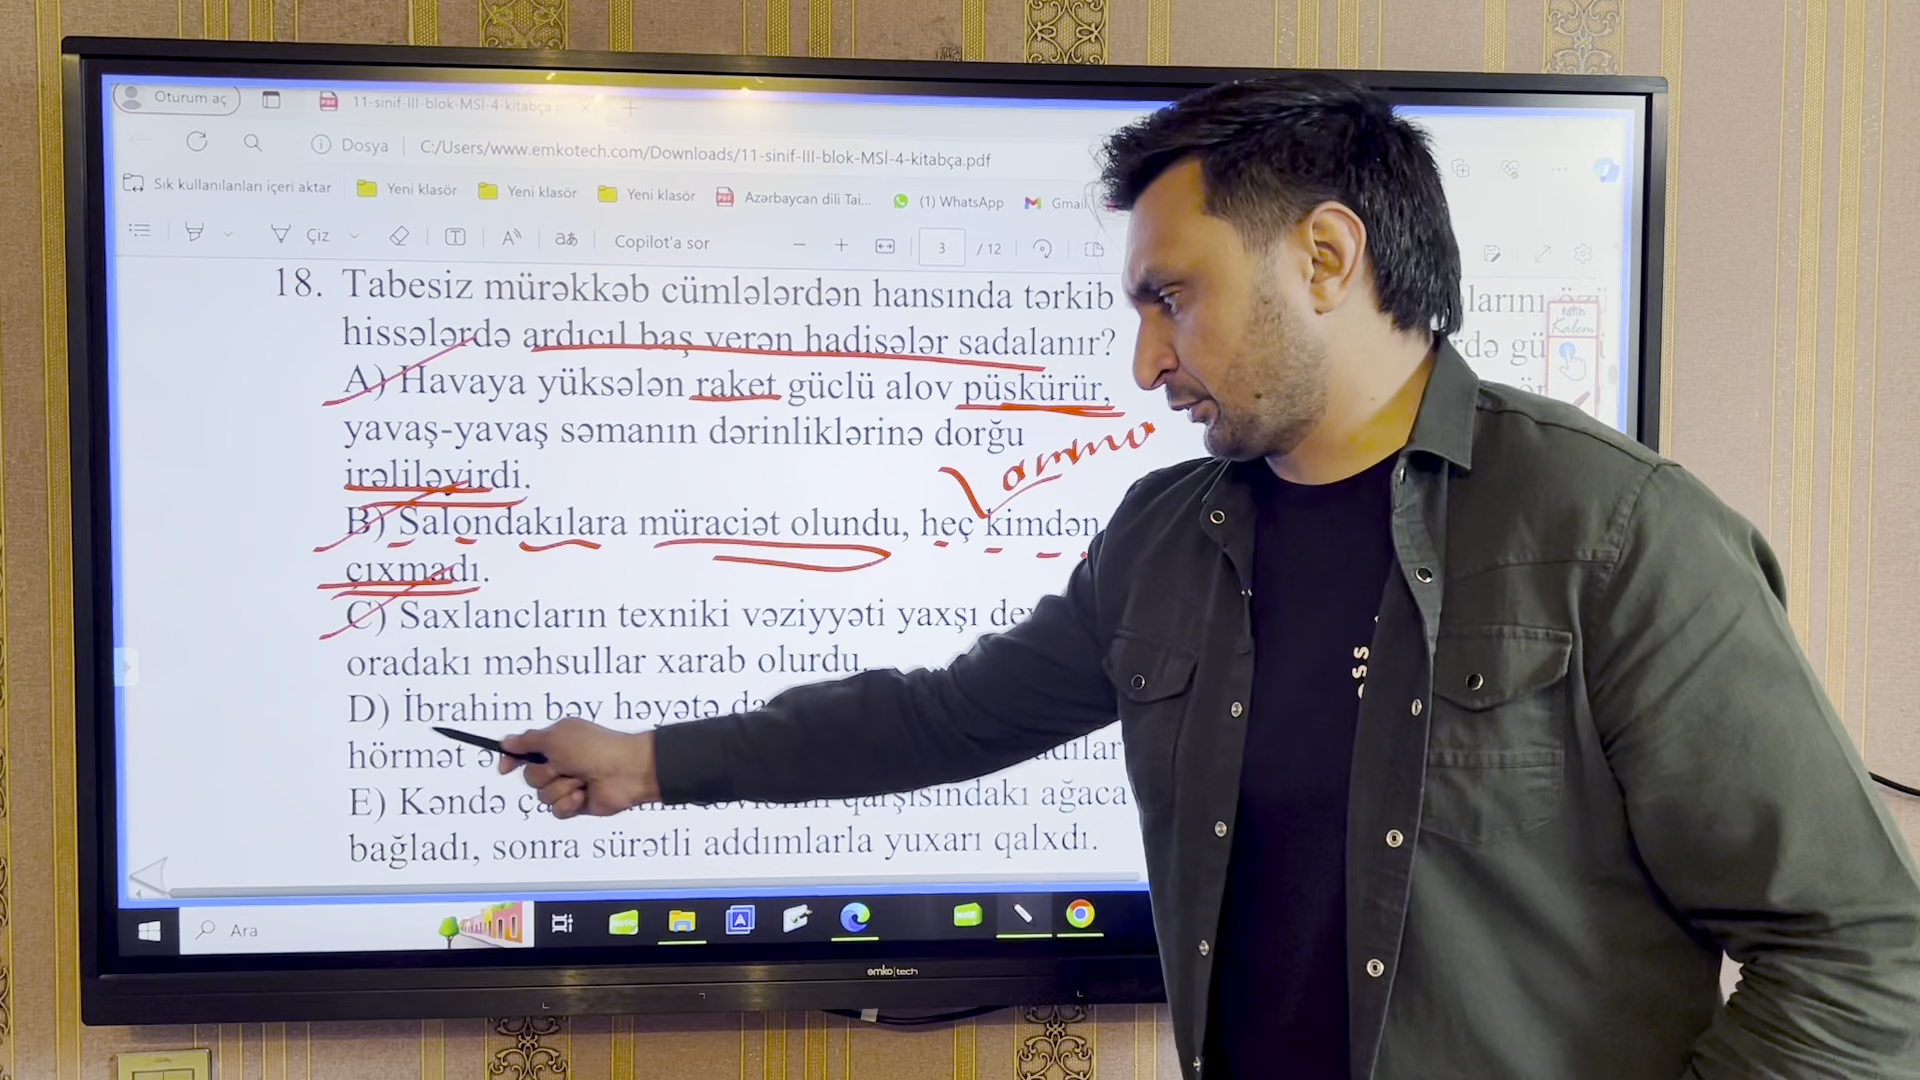 Oturum aç
11-sinif-III-blok-MSİ-4-kitabça
Dosya
C:/Users/www.emkotech.com/Downloads/11-sinif-III-blok-MSİ-4-kitabça.pdf
Sık kullanılanları içeri aktar
Yeni klasör
Yeni klasör
Yeni klasör
Azərbaycan dili Tai...
(1) WhatsApp
Gmail
Çiz
Copilot'a sor
3
/ 12
18. Tabesiz mürəkkəb cümlələrdən hansında tərkib
hissələrdə ardıcıl baş verən hadisələr sadalanır?
A) Havaya yüksələn raket güclü alov püskürür,
yavaş-yavaş səmanın dərinliklərinə dorğu
irəliləyirdi.
amma
B) Salondakılara müraciət olundu, heç kimdən
cıxmadı.
C) Saxlancların texniki vəziyyəti yaxşı
oradakı məhsullar xarab olurdu.
D) İbrahim bəy həyətə
hörmət
E) Kəndə qarşısındakı ağaca
bağladı, sonra sürətli addımlarla yuxarı qalxdı.
Kalem
Ara
emko|tech